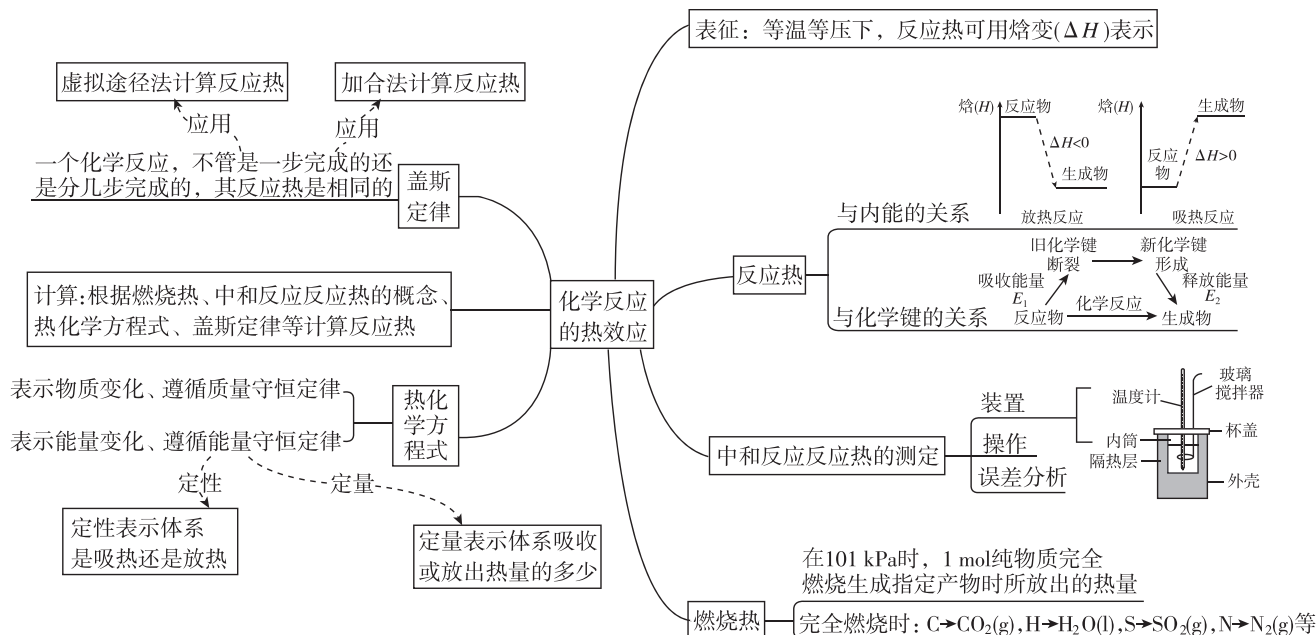 表征：等温等压下，反应热可用焓变(ΔH)表示
虚拟途径法计算反应热
加合法计算反应热
应用
应用
一个化学反应，不管是一步完成的还
是分几步完成的，其反应热是相同的
盖斯
定律
焓(H)
反应物
ΔH<0
生成物
放热反应
焓(H)
生成物
反应
物
ΔH>0
吸热反应
与内能的关系
反应热
旧化学键
断裂
新化学键
形成
吸收能量
E₁
释放能量
E₂
化学反应
反应物
生成物
与化学键的关系
计算：根据燃烧热、中和反应反应热的概念、
热化学方程式、盖斯定律等计算反应热
化学反应
的热效应
表示物质变化、遵循质量守恒定律
表示能量变化、遵循能量守恒定律
热化
学方
程式
定性
定量
定性表示体系
是吸热还是放热
定量表示体系吸收
或放出热量的多少
中和反应反应热的测定
装置
操作
误差分析
玻璃
搅拌器
温度计
杯盖
内筒
隔热层
外壳
在101 kPa时，1 mol纯物质完全
燃烧生成指定产物时所放出的热量
燃烧热
完全燃烧时：C→CO₂(g),H→H₂O(l),S→SO₂(g),N→N₂(g)等